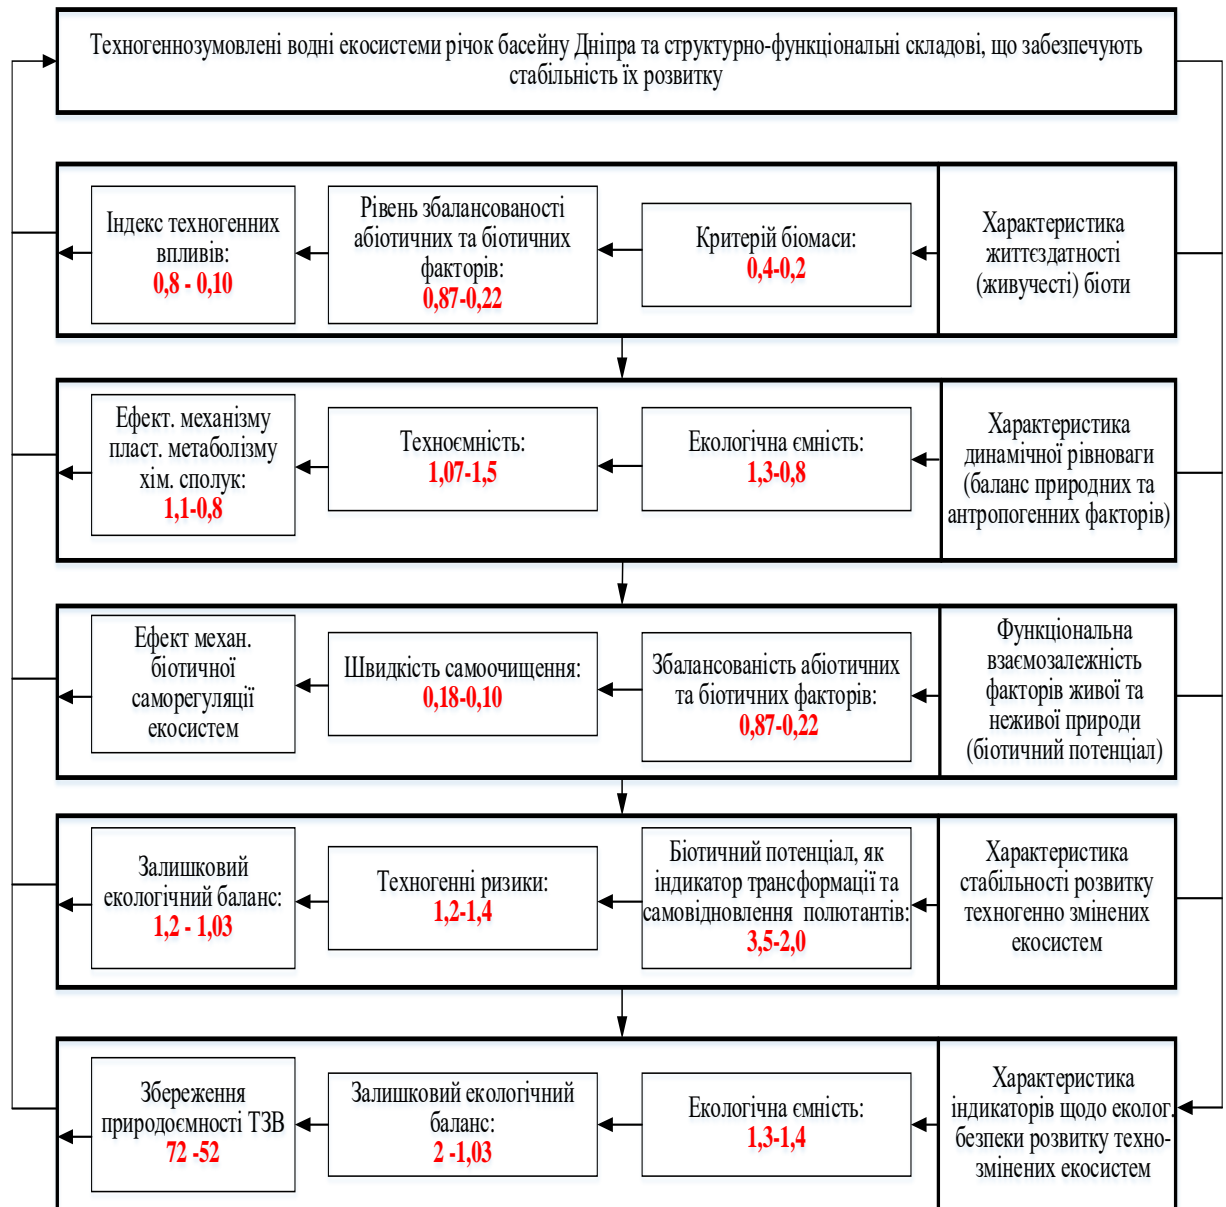 Техногеннозумовлені водні екосистеми річок басейну Дніпра та структурно-функціональні складові, що забезпечують
стабільність їх розвитку
Індекс техногенних
впливів:
0,8 - 0,10
Рівень збалансованості
абіотичних та біотичних
факторів:
0,87-0,22
Критерій біомаси:
0,4-0,2
Характеристика
життєздатності
(живучесті) біоти
Ефект. механізму
пласт. метаболізму
хім. сполук:
1,1-0,8
Техноємність:
1,07-1,5
Екологічна ємність:
1,3-0,8
Характеристика
динамічної рівноваги
(баланс природних та
антропогенних факторів)
Ефект механ.
біотичної
саморегуляції
екосистем
Швидкість самоочищення:
0,18-0,10
Збалансованість абіотичних
та біотичних факторів:
0,87-0,22
Функціональна
взаємозалежність
факторів живої та
неживої природи
(біотичний потенціал)
Залишковий
екологічний баланс:
1,2 - 1,03
Техногенні ризики:
1,2-1,4
Біотичний потенціал, як
індикатор трансформації та
самовідновлення полютантів:
3,5-2,0
Характеристика
стабільності розвитку
техногенно змінених
екосистем
Збереження
природоємності ТЗВ
72 -52
Залишковий екологічний
баланс:
2 -1,03
Екологічна ємність:
1,3-1,4
Характеристика
індикаторів щодо еколог.
безпеки розвитку техно-
змінених екосистем